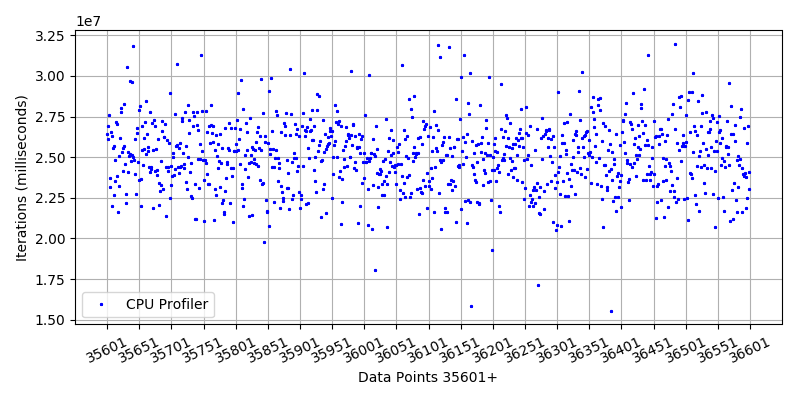 1e7
3.25
3.00
2.75
2.50
2.25
2.00
1.75
1.50
Iterations (milliseconds)
CPU Profiler
35601 35651 35701 35751 35801 35851 35901 35951 36001 36051 36101 36151 36201 36251 36301 36351 36401 36451 36501 36551 36601
Data Points 35601+